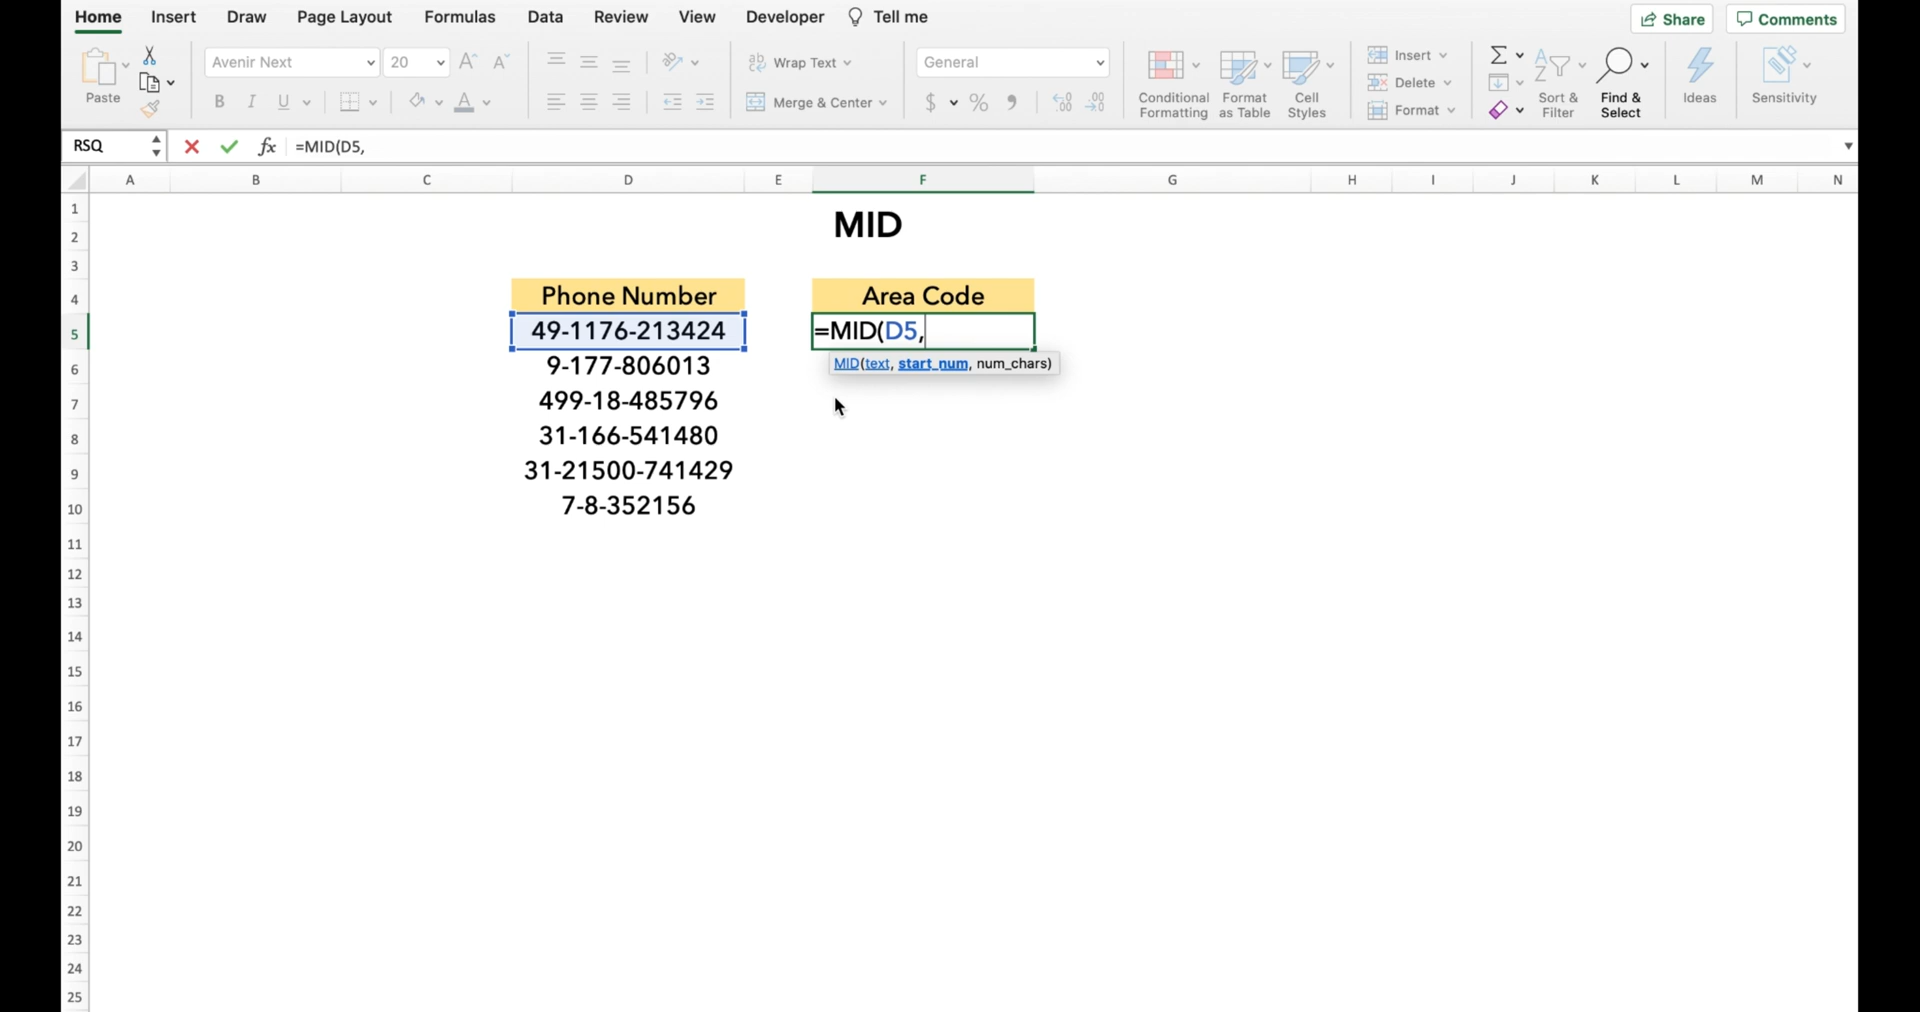 Home Insert Draw Page Layout Formulas Data Review View Developer Tell me Share Comments
Paste
Avenir Next 20
B I U A
ab Wrap Text
Merge & Center
General
$ %
Conditional Formatting
Format as Table
Cell Styles
Insert
Delete
Format
Sort & Filter
Find & Select
Ideas
Sensitivity
RSQ fx =MID(D5,
A B C D E F G H I J K L M N
1
2 MID
3
4 Phone Number Area Code
5 49-1176-213424 =MID(D5,
MID(text, start_num, num_chars)
6 9-177-806013
7 499-18-485796
8 31-166-541480
9 31-21500-741429
10 7-8-352156
11
12
13
14
15
16
17
18
19
20
21
22
23
24
25